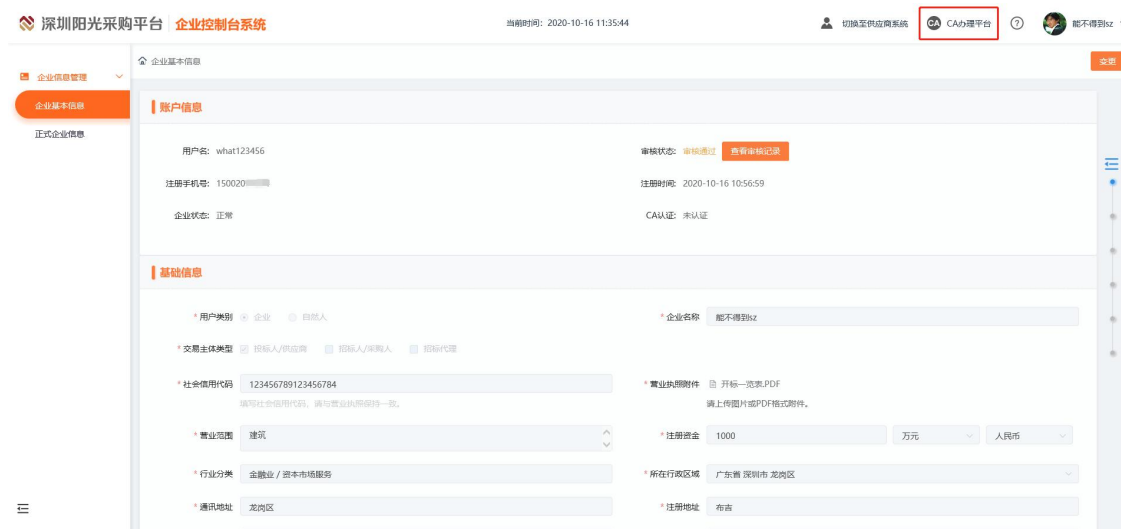 深圳阳光采购平台 企业控制台系统 当前时间：2020-10-16 11:35:44 切换至供应商系统 CA CA办理平台 能不得到sz
企业基本信息 变更
企业信息管理
企业基本信息
正式企业信息
账户信息
用户名: what123456 审核状态: 审核通过 查看审核记录
注册手机号: 150020 注册时间: 2020-10-16 10:56:59
企业状态: 正常 CA认证: 未认证
基础信息
* 用户类别 企业 自然人 * 企业名称 能不得到sz
* 交易主体类型 投标人/供应商 招标人/采购人 招标代理
* 社会信用代码 123456789123456784 * 营业执照附件 开标一览表.PDF
填写社会信用代码，请与营业执照保持一致。 请上传图片或PDF格式附件。
* 营业范围 建筑 * 注册资金 1000 万元 人民币
* 行业分类 金融业 / 资本市场服务 * 所在行政区域 广东省 深圳市 龙岗区
* 通讯地址 龙岗区 * 注册地址 布吉